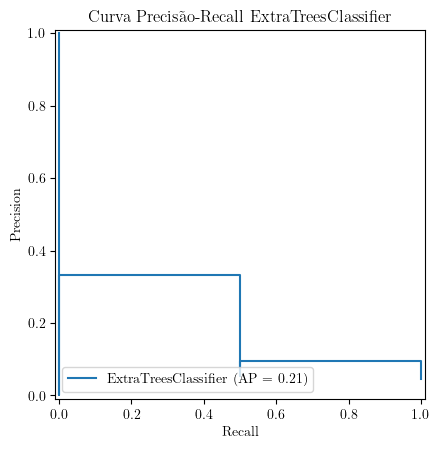 Curva Precisão-Recall ExtraTreesClassifier
1.0
0.8
0.6
0.4
0.2
0.0
Precision
ExtraTreesClassifier (AP = 0.21)
0.0 0.2 0.4 0.6 0.8 1.0
Recall